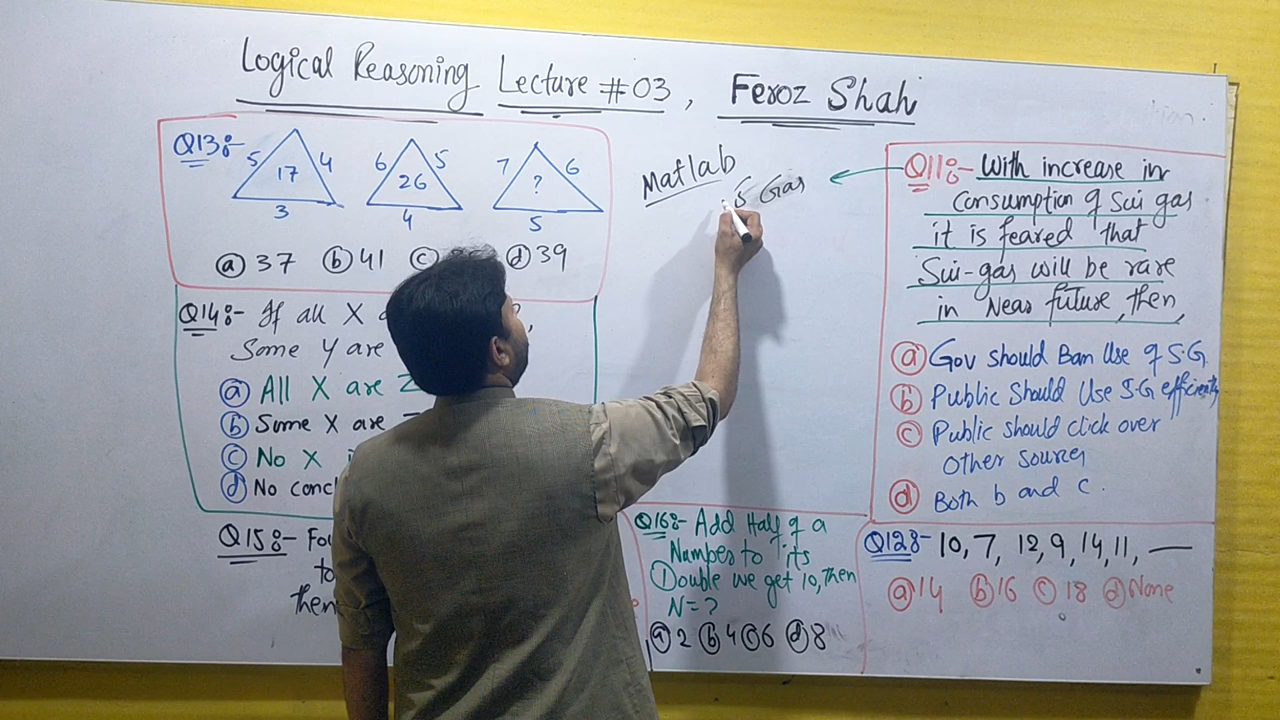 Logical Reasoning Lecture #03, Feroz Shah
Q13:-
5 17 4
3
6 26 5
4
7 ? 6
5
(a) 37 (b) 41 (c) (d) 39
Q14:- If all X
Some Y are
(a) All X are Z
(b) Some X are
(c) No X
(d) No concl
Q15:- Fo
to
then
Matlab
S Gas
Q11:- With increase in
consumption of Sui gas
it is feared that
Sui-gas will be rare
in Near future, then,
(a) Gov should Ban Use of S.G.
(b) Public Should Use S.G efficiently
(c) Public should click over
Other sources
(d) Both b and c.
Q16:- Add Half of a
Number to its
Double we get 10, then
N = ?
(a) 2 (b) 4 (c) 6 (d) 8
Q12:- 10, 7, 12, 9, 14, 11, __
(a) 14 (b) 16 (c) 18 (d) None